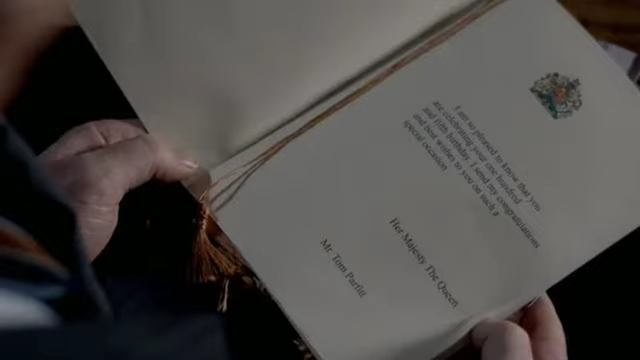 I am so pleased to know that you
are celebrating your one hundred
and fifth birthday. I send my congratulations
and best wishes to you on such a
special occasion
Her Majesty The Queen
Mr. Tom Parfitt